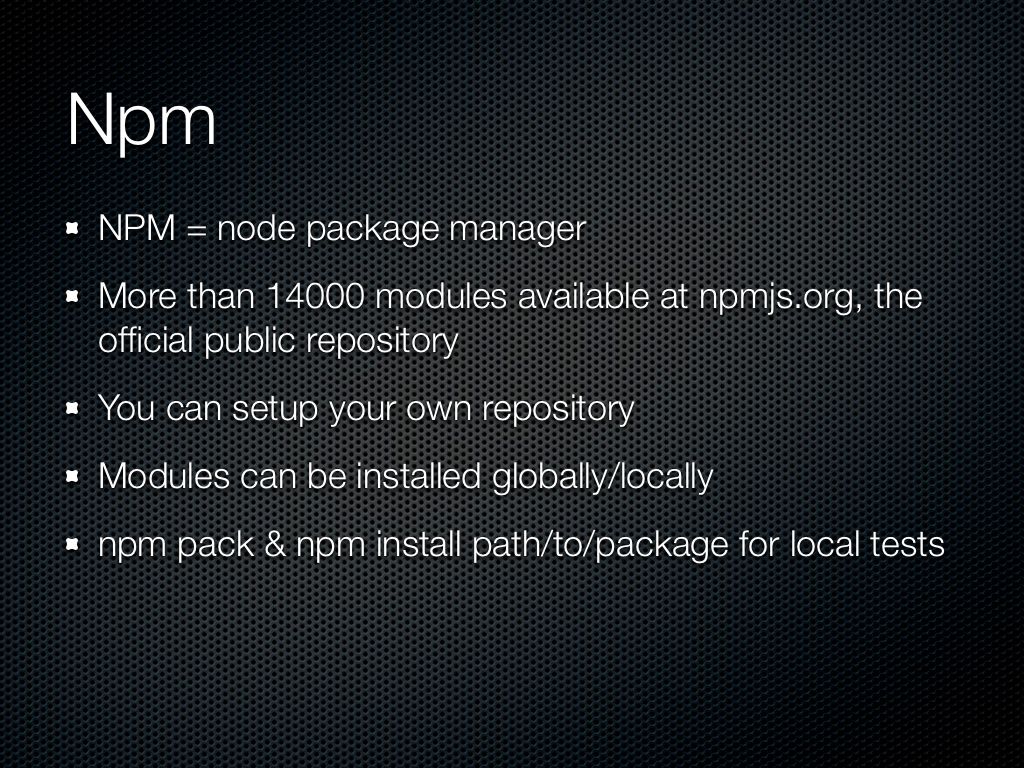 Npm
NPM = node package manager
More than 14000 modules available at npmjs.org, the
official public repository
You can setup your own repository
Modules can be installed globally/locally
npm pack & npm install path/to/package for local tests